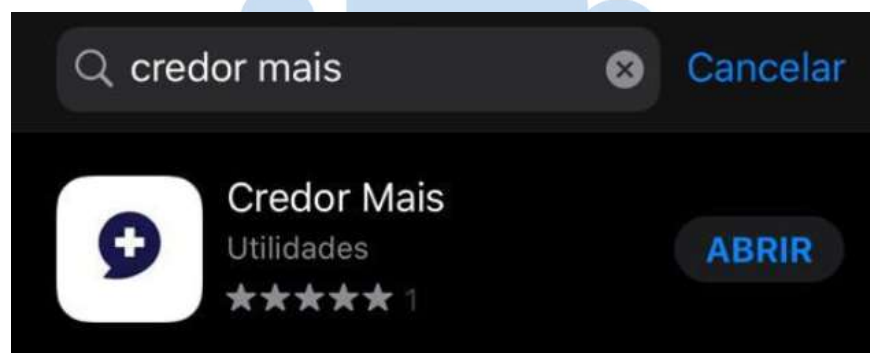 credor mais
Cancelar
Credor Mais
Utilidades
ABRIR
1